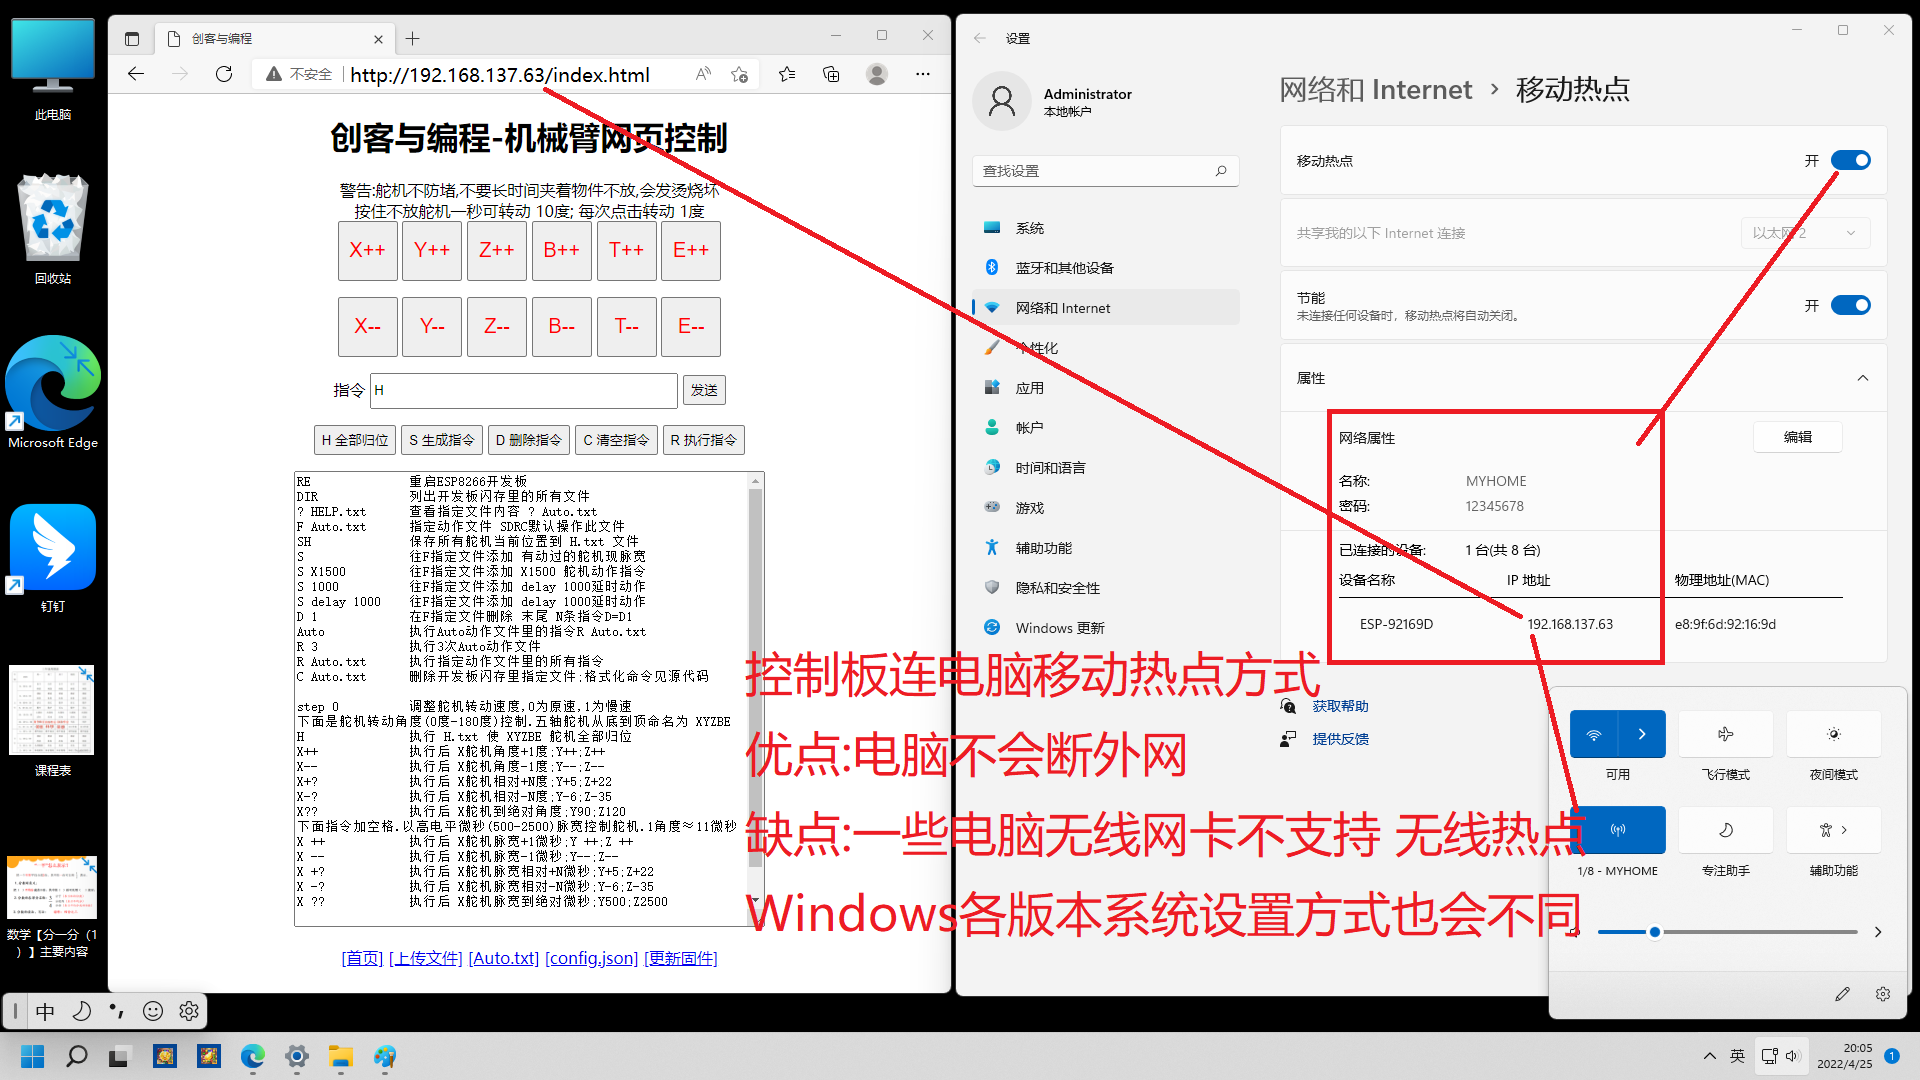 此电脑
回收站
Microsoft Edge
钉钉
课程表
数学【分一分（1
）】主要内容
创客与编程
不安全
http://192.168.137.63/index.html
创客与编程-机械臂网页控制
警告:舵机不防堵,不要长时间夹着物件不放,会发烫烧坏
按住不放舵机一秒可转动 10度; 每次点击转动 1度
X++ Y++ Z++ B++ T++ E++
X-- Y-- Z-- B-- T-- E--
指令 H 发送
H 全部归位 S 生成指令 D 删除指令 C 清空指令 R 执行指令
RE 重启ESP8266开发板
DIR 列出开发板闪存里的所有文件
? HELP.txt 查看指定文件内容 ? Auto.txt
F Auto.txt 指定动作文件 SDRC默认操作此文件
SH 保存所有舵机当前位置到 H.txt 文件
S 往F指定文件添加 有动过的舵机现脉宽
S X1500 往F指定文件添加 X1500 舵机动作指令
S 1000 往F指定文件添加 delay 1000延时动作
S delay 1000 往F指定文件添加 delay 1000延时动作
D 1 在F指定文件删除 末尾 N条指令D=D1
Auto 执行Auto动作文件里的指令R Auto.txt
R 3 执行3次Auto动作文件
R Auto.txt 执行指定动作文件里的所有指令
C Auto.txt 删除开发板闪存里指定文件;格式化命令见源代码
step 0 调整舵机转动速度,0为原速,1为慢速
下面是舵机转动角度(0度-180度)控制.五轴舵机从底到顶命名为 XYZBE
H 执行 H.txt 使 XYZBE 舵机全部归位
X++ 执行后 X舵机角度+1度;Y++;Z++
X-- 执行后 X舵机角度-1度;Y--;Z--
X+? 执行后 X舵机相对+N度;Y+5;Z+22
X-? 执行后 X舵机相对-N度;Y-6;Z-35
X?? 执行后 X舵机到绝对角度;Y90;Z120
下面指令加空格.以高电平微秒(500-2500)脉宽控制舵机.1角度≈11微秒
X ++ 执行后 X舵机脉宽+1微秒;Y ++;Z ++
X -- 执行后 X舵机脉宽-1微秒;Y--;Z--
X +? 执行后 X舵机脉宽相对+N微秒;Y+5;Z+22
X -? 执行后 X舵机脉宽相对-N微秒;Y-6;Z-35
X ?? 执行后 X舵机脉宽到绝对微秒;Y500;Z2500
[首页] [上传文件] [Auto.txt] [config.json] [更新固件]
设置
Administrator
本地帐户
查找设置
系统
蓝牙和其他设备
网络和 Internet
个性化
应用
帐户
时间和语言
游戏
辅助功能
隐私和安全性
Windows 更新
网络和 Internet › 移动热点
移动热点 开
共享我的以下 Internet 连接 以太网 2
节能 开
未连接任何设备时，移动热点将自动关闭。
属性
网络属性 编辑
名称: MYHOME
密码: 12345678
已连接的设备: 1 台(共 8 台)
设备名称 IP 地址 物理地址(MAC)
ESP-92169D 192.168.137.63 e8:9f:6d:92:16:9d
获取帮助
提供反馈
控制板连电脑移动热点方式
优点:电脑不会断外网
缺点:一些电脑无线网卡不支持 无线热点
Windows各版本系统设置方式也会不同
可用 飞行模式 夜间模式
1/8 - MYHOME 专注助手 辅助功能
中
英
20:05
2022/4/25
1